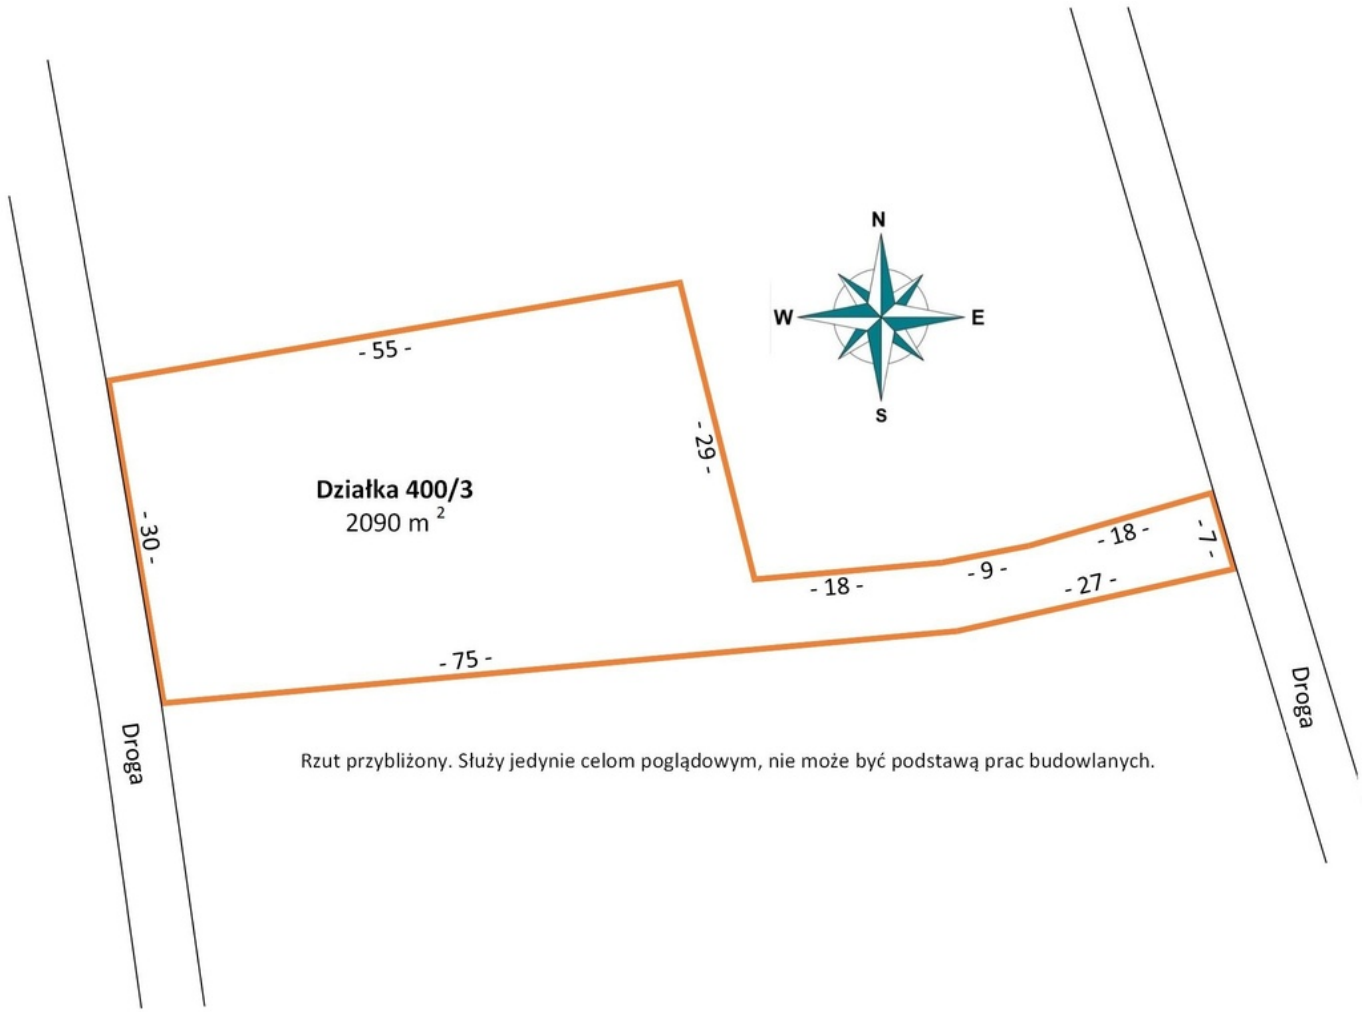 N
W
E
S
- 55 -
- 29 -
Działka 400/3
2090 m ²
- 30 -
- 18 -
- 7 -
- 9 -
- 18 -
- 27 -
- 75 -
Droga
Droga
Rzut przybliżony. Służy jedynie celom poglądowym, nie może być podstawą prac budowlanych.